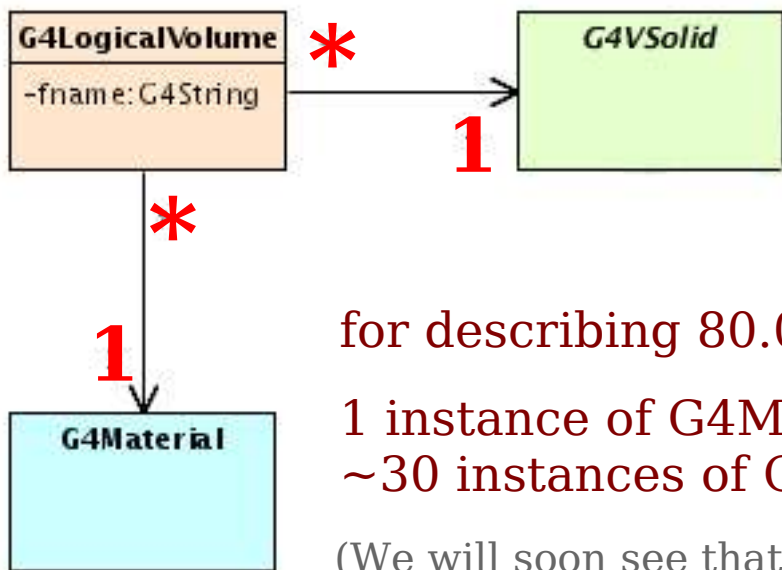 G4LogicalVolume
*
G4VSolid
-fname:G4String
1
*
for describing 80.0
1
1 instance of G4M
G4Material
~30 instances of
(We will soon see that